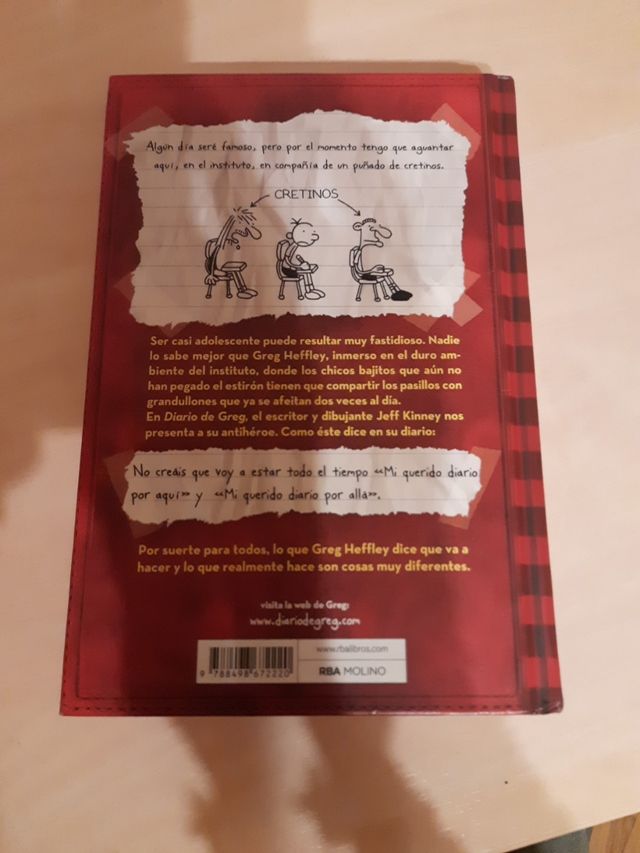 Algún día seré famoso, pero por el momento tengo que aguantar
aquí, en el instituto, en compañía de un puñado de cretinos.
CRETINOS
Ser casi adolescente puede resultar muy fastidioso. Nadie
lo sabe mejor que Greg Heffley, inmerso en el duro am-
biente del instituto, donde los chicos bajitos que aún no
han pegado el estirón tienen que compartir los pasillos con
grandullones que ya se afeitan dos veces al día.
En Diario de Greg, el escritor y dibujante Jeff Kinney nos
presenta a su antihéroe. Como éste dice en su diario:
No creáis que voy a estar todo el tiempo «Mi querido diario
por aquí» y «Mi querido diario por allá».
Por suerte para todos, lo que Greg Heffley dice que va a
hacer y lo que realmente hace son cosas muy diferentes.
visita la web de Greg:
www.diariodegreg.com
www.rbalibros.com
RBA MOLINO
9 788498 672220